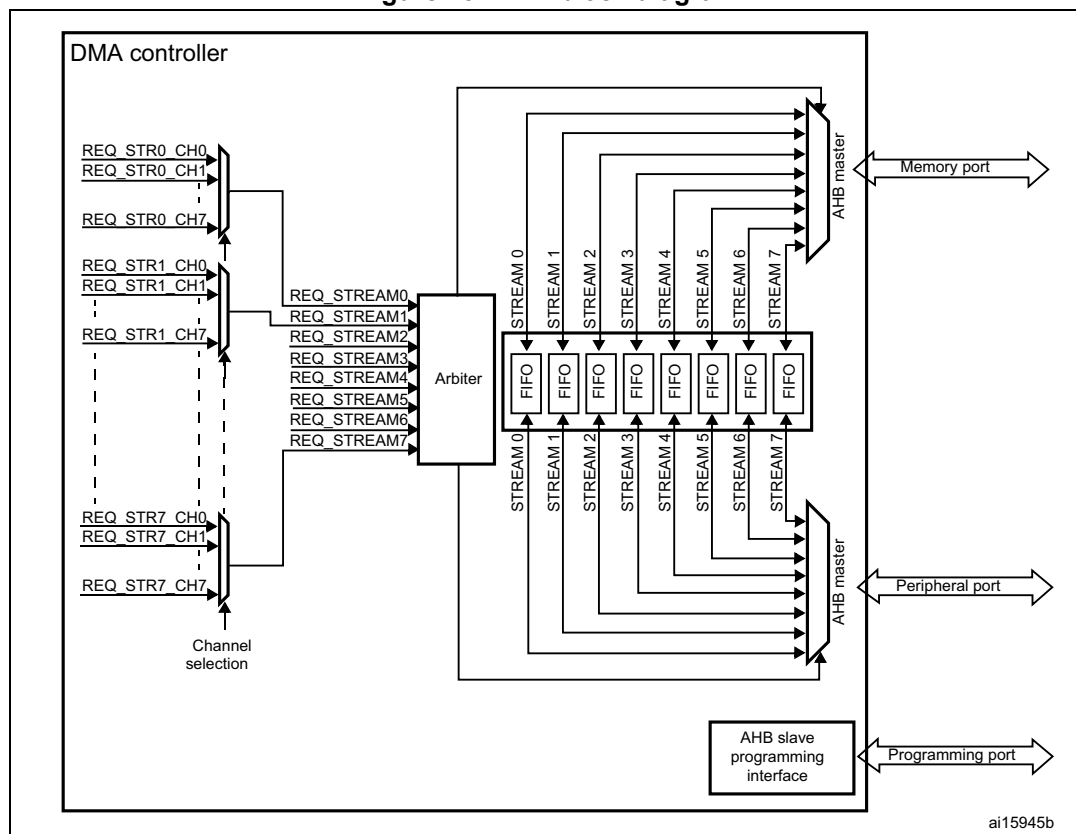 DMA controller
REQ_STR0_CH0
REQ_STR0_CH1
REQ_STR0_CH7
REQ_STR1_CH0
REQ_STR1_CH1
REQ_STR1_CH7
REQ_STR7_CH0
REQ_STR7_CH1
REQ_STR7_CH7
Channel
selection
REQ_STREAM0
REQ_STREAM1
REQ_STREAM2
REQ_STREAM3
REQ_STREAM4
REQ_STREAM5
REQ_STREAM6
REQ_STREAM7
Arbiter
STREAM 0
STREAM 1
STREAM 2
STREAM 3
STREAM 4
STREAM 5
STREAM 6
STREAM 7
FIFO
FIFO
FIFO
FIFO
FIFO
FIFO
FIFO
FIFO
STREAM 0
STREAM 1
STREAM 2
STREAM 3
STREAM 4
STREAM 5
STREAM 6
STREAM 7
AHB master
Memory port
AHB master
Peripheral port
AHB slave
programming
interface
Programming port
ai15945b